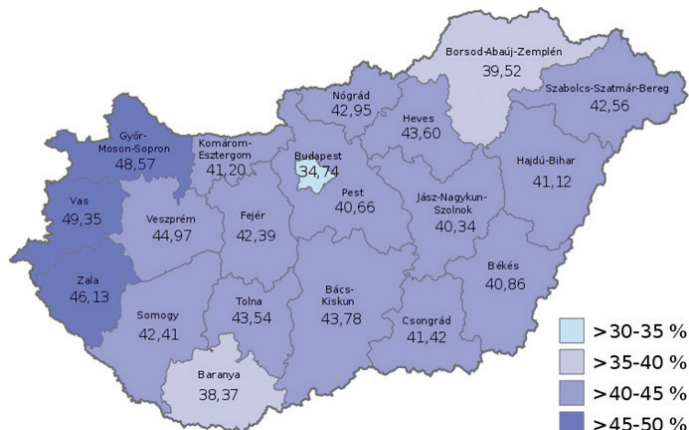 Borsod-Abaúj-Zemplén
39,52
Szabolcs-Szatmár-Bereg
42,56
Nógrád
42,95
Heves
43,60
Győr-
Moson-Sopron
48,57
Komárom-
Esztergom
41,20
Budapest
34,74
Pest
40,66
Hajdú-Bihar
41,12
Jász-Nagykun-
Szolnok
40,34
Vas
49,35
Veszprém
44,97
Fejér
42,39
Zala
46,13
Somogy
42,41
Tolna
43,54
Bács-
Kiskun
43,78
Békés
40,86
Csongrád
41,42
Baranya
38,37
>30-35 %
>35-40 %
>40-45 %
>45-50 %